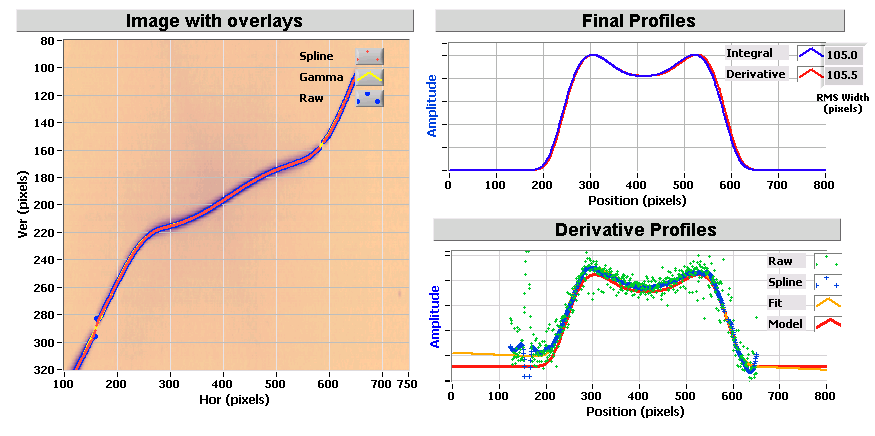 Image with overlays
80
100
120
140
160
180
200
220
240
260
280
300
320
Ver (pixels)
Spline
Gamma
Raw
100 200 300 400 500 600 700 750
Hor (pixels)
Final Profiles
Amplitude
Integral 105.0
Derivative 105.5
RMS Width
(pixels)
0 100 200 300 400 500 600 700 800
Position (pixels)
Derivative Profiles
Amplitude
Raw
Spline
Fit
Model
0 100 200 300 400 500 600 700 800
Position (pixels)